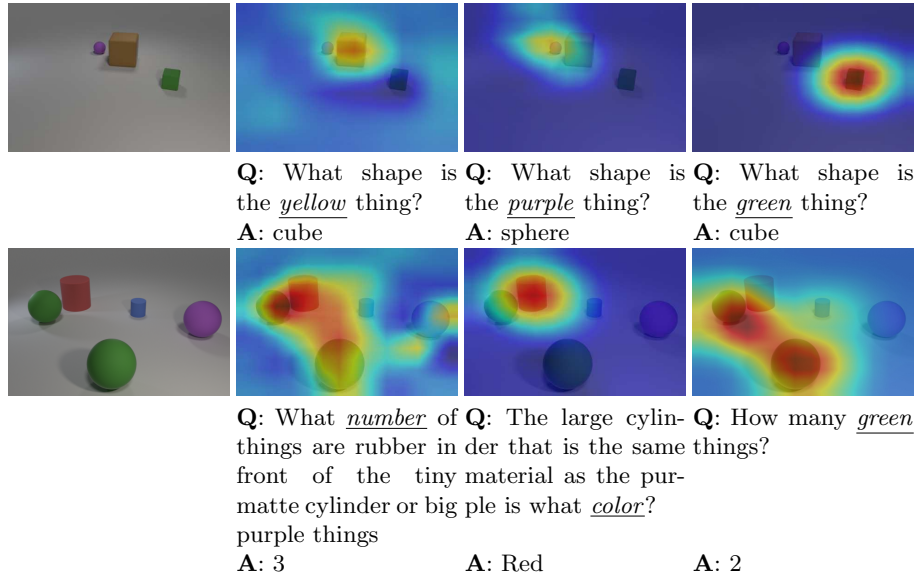 Q: What shape is
the yellow thing?
A: cube
Q: What shape is
the purple thing?
A: sphere
Q: What shape is
the green thing?
A: cube
Q: What number of
things are rubber in
front of the tiny
matte cylinder or big
purple things
A: 3
Q: The large cylin-
der that is the same
material as the pur-
ple is what color?
A: Red
Q: How many green
things?
A: 2